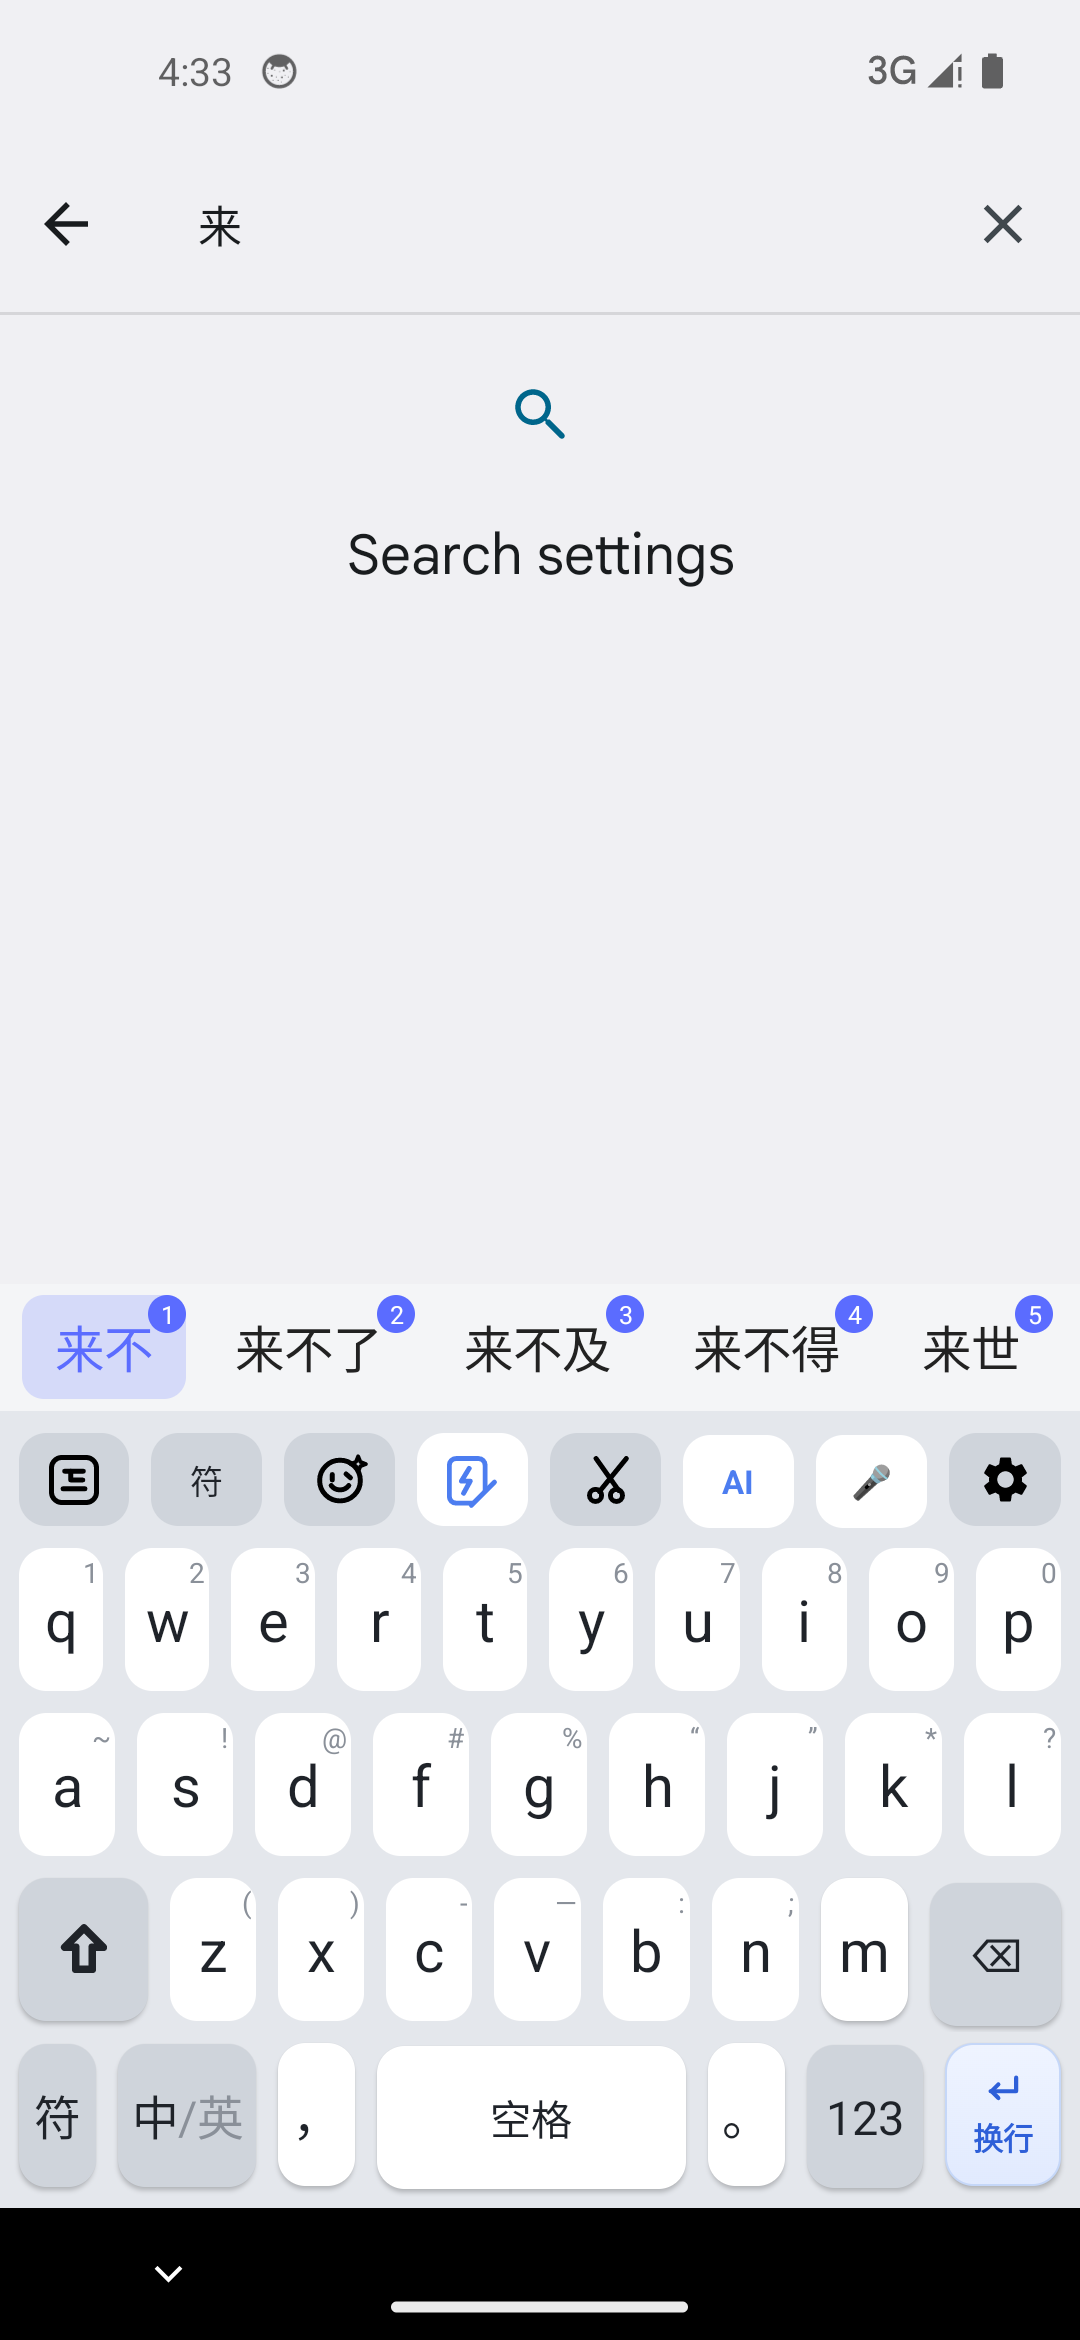 4:33 3G
来
Search settings
来不 1 来不了 2 来不及 3 来不得 4 来世 5
符 AI
q 1 w 2 e 3 r 4 t 5 y 6 u 7 i 8 o 9 p 0
a ~ s ! d @ f # g % h “ j ” k * l ?
z ( x ) c - v — b : n ; m
符 中/英 ， 空格 。 123 换行